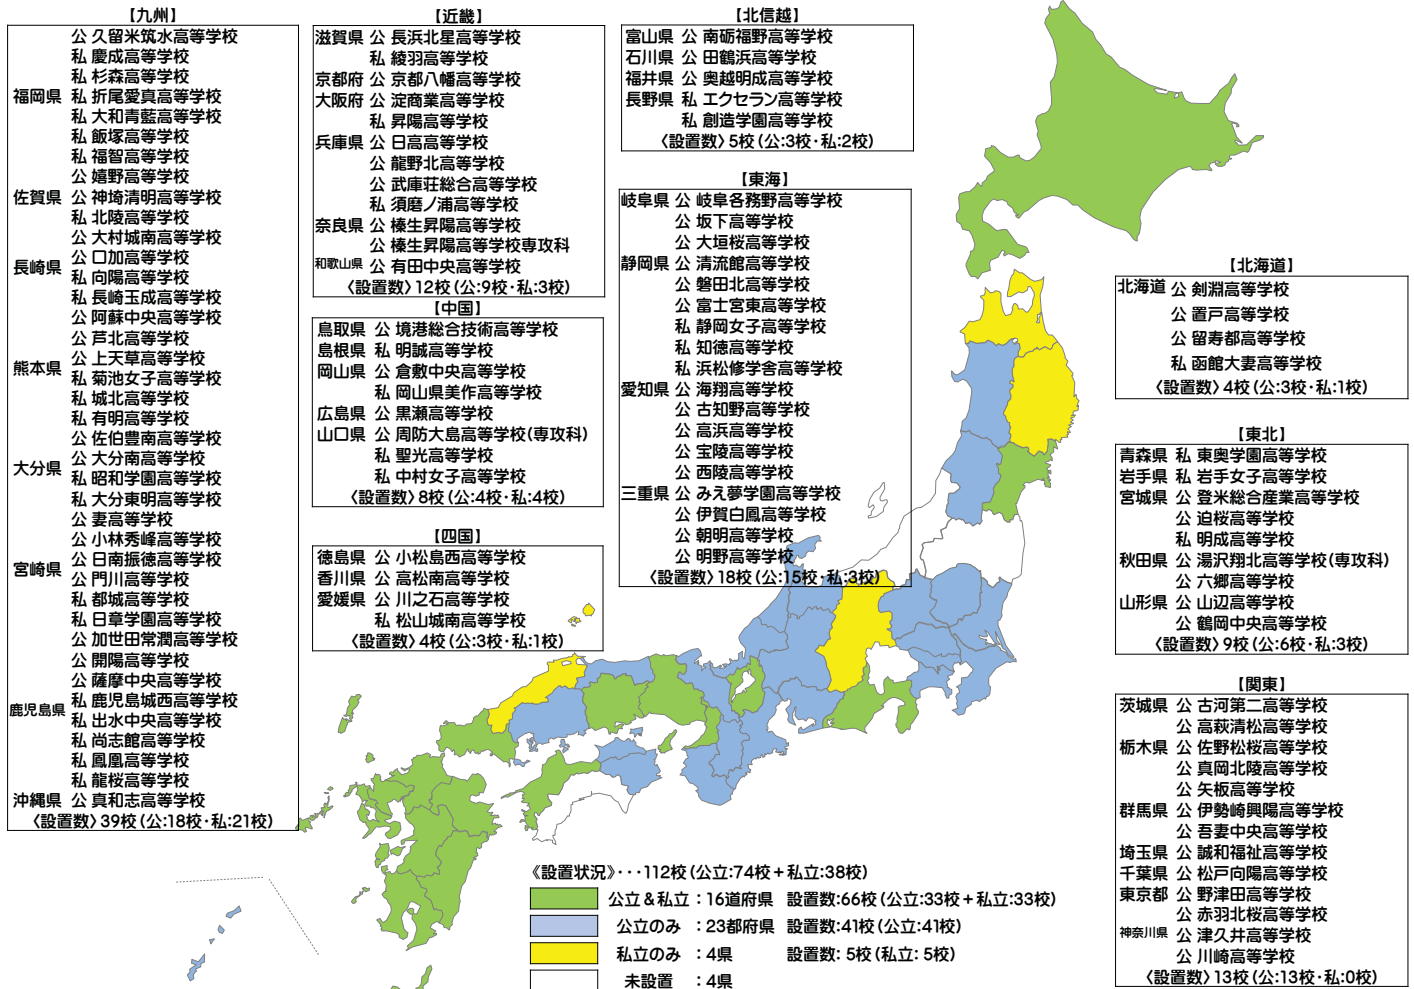 【九州】
公 久留米筑水高等学校
私 慶成高等学校
私 杉森高等学校
福岡県 私 折尾愛真高等学校
私 大和青藍高等学校
私 飯塚高等学校
私 福智高等学校
公 嬉野高等学校
佐賀県 公 神埼清明高等学校
私 北陵高等学校
公 大村城南高等学校
長崎県 公 口加高等学校
私 向陽高等学校
私 長崎玉成高等学校
公 阿蘇中央高等学校
公 芦北高等学校
熊本県 公 上天草高等学校
私 菊池女子高等学校
私 城北高等学校
私 有明高等学校
公 佐伯豊南高等学校
大分県 公 大分南高等学校
私 昭和学園高等学校
私 大分東明高等学校
公 妻高等学校
公 小林秀峰高等学校
宮崎県 公 日南振徳高等学校
公 門川高等学校
私 都城高等学校
私 日章学園高等学校
公 加世田常潤高等学校
公 開陽高等学校
公 薩摩中央高等学校
鹿児島県 私 鹿児島城西高等学校
私 出水中央高等学校
私 尚志館高等学校
私 鳳凰高等学校
私 龍桜高等学校
沖縄県 公 真和志高等学校
〈設置数〉39校(公:18校・私:21校)
【近畿】
滋賀県 公 長浜北星高等学校
私 綾羽高等学校
京都府 公 京都八幡高等学校
大阪府 公 淀商業高等学校
私 昇陽高等学校
兵庫県 公 日高高等学校
公 龍野北高等学校
公 武庫荘総合高等学校
私 須磨ノ浦高等学校
奈良県 公 榛生昇陽高等学校
公 榛生昇陽高等学校専攻科
和歌山県 公 有田中央高等学校
〈設置数〉12校(公:9校・私:3校)
【中国】
鳥取県 公 境港総合技術高等学校
島根県 私 明誠高等学校
岡山県 公 倉敷中央高等学校
私 岡山県美作高等学校
広島県 公 黒瀬高等学校
山口県 公 周防大島高等学校(専攻科)
私 聖光高等学校
私 中村女子高等学校
〈設置数〉8校(公:4校・私:4校)
【四国】
徳島県 公 小松島西高等学校
香川県 公 高松南高等学校
愛媛県 公 川之石高等学校
私 松山城南高等学校
〈設置数〉4校(公:3校・私:1校)
【北信越】
富山県 公 南砺福野高等学校
石川県 公 田鶴浜高等学校
福井県 公 奥越明成高等学校
長野県 私 エクセラン高等学校
私 創造学園高等学校
〈設置数〉5校(公:3校・私:2校)
【東海】
岐阜県 公 岐阜各務野高等学校
公 坂下高等学校
公 大垣桜高等学校
静岡県 公 清流館高等学校
公 磐田北高等学校
公 富士宮東高等学校
私 静岡女子高等学校
私 知徳高等学校
私 浜松修学舎高等学校
愛知県 公 海翔高等学校
公 古知野高等学校
公 高浜高等学校
公 宝陵高等学校
公 西陵高等学校
三重県 公 みえ夢学園高等学校
公 伊賀白鳳高等学校
公 朝明高等学校
公 明野高等学校
〈設置数〉18校(公:15校・私:3校)
【北海道】
北海道 公 剣淵高等学校
公 置戸高等学校
公 留寿都高等学校
私 函館大妻高等学校
〈設置数〉4校(公:3校・私:1校)
【東北】
青森県 私 東奥学園高等学校
岩手県 私 岩手女子高等学校
宮城県 公 登米総合産業高等学校
公 迫桜高等学校
私 明成高等学校
秋田県 公 湯沢翔北高等学校(専攻科)
公 六郷高等学校
山形県 公 山辺高等学校
公 鶴岡中央高等学校
〈設置数〉9校(公:6校・私:3校)
【関東】
茨城県 公 古河第二高等学校
公 高萩清松高等学校
栃木県 公 佐野松桜高等学校
公 真岡北陵高等学校
公 矢板高等学校
群馬県 公 伊勢崎興陽高等学校
公 吾妻中央高等学校
埼玉県 公 誠和福祉高等学校
千葉県 公 松戸向陽高等学校
東京都 公 野津田高等学校
公 赤羽北桜高等学校
神奈川県 公 津久井高等学校
公 川崎高等学校
〈設置数〉13校(公:13校・私:0校)
《設置状況》・・・112校(公立:74校+私立:38校)
公立&私立 :16道府県 設置数:66校(公立:33校+私立:33校)
公立のみ :23都府県 設置数:41校(公立:41校)
私立のみ :4県 設置数: 5校(私立: 5校)
未設置 :4県